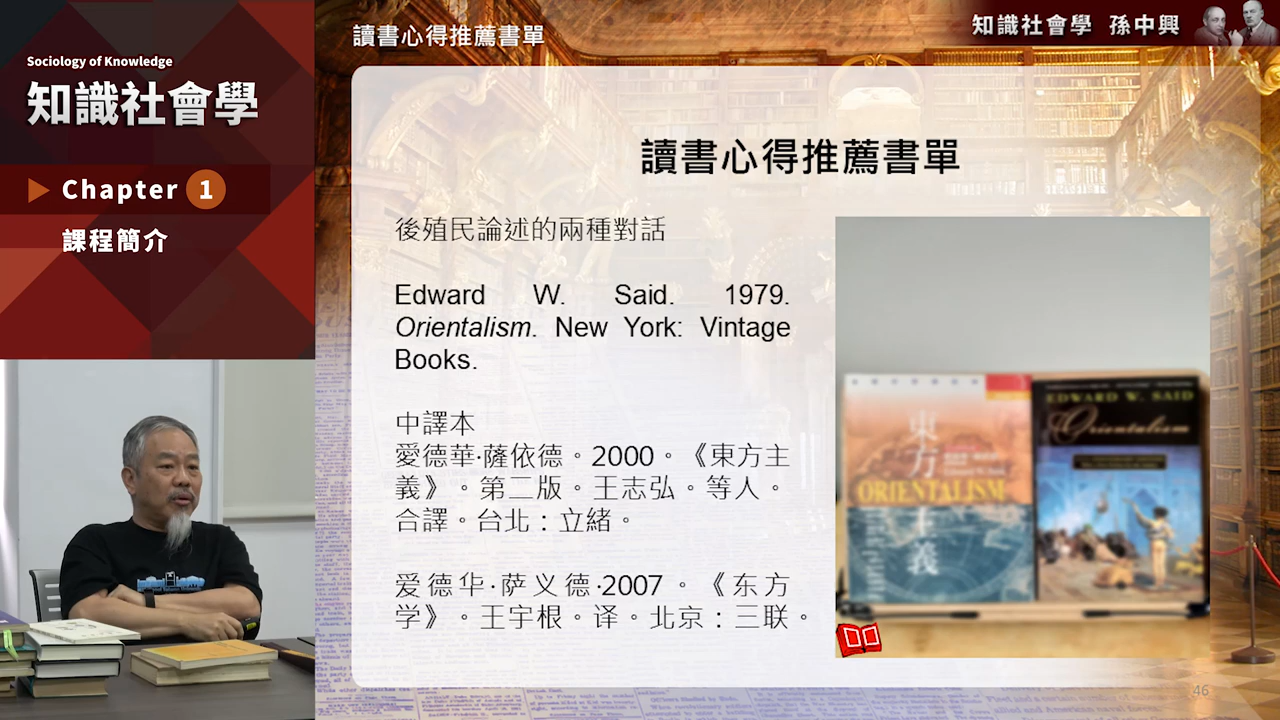 Sociology of Knowledge
知識社會學
Chapter 1
課程簡介
讀書心得推薦書單
知識社會學 孫中興
讀書心得推薦書單
後殖民論述的兩種對話
Edward W. Said. 1979.
Orientalism. New York: Vintage
Books.
中譯本
愛德華·薩依德。2000。《東方主
義》。第二版。王志弘。等人。
合譯。台北：立緒。
爱德华·萨义德·2007。《东方
学》。王宇根。译。北京：三联。
東方
ORIENTALISM
主義
EDWARD W. SAID
Orientalism
46